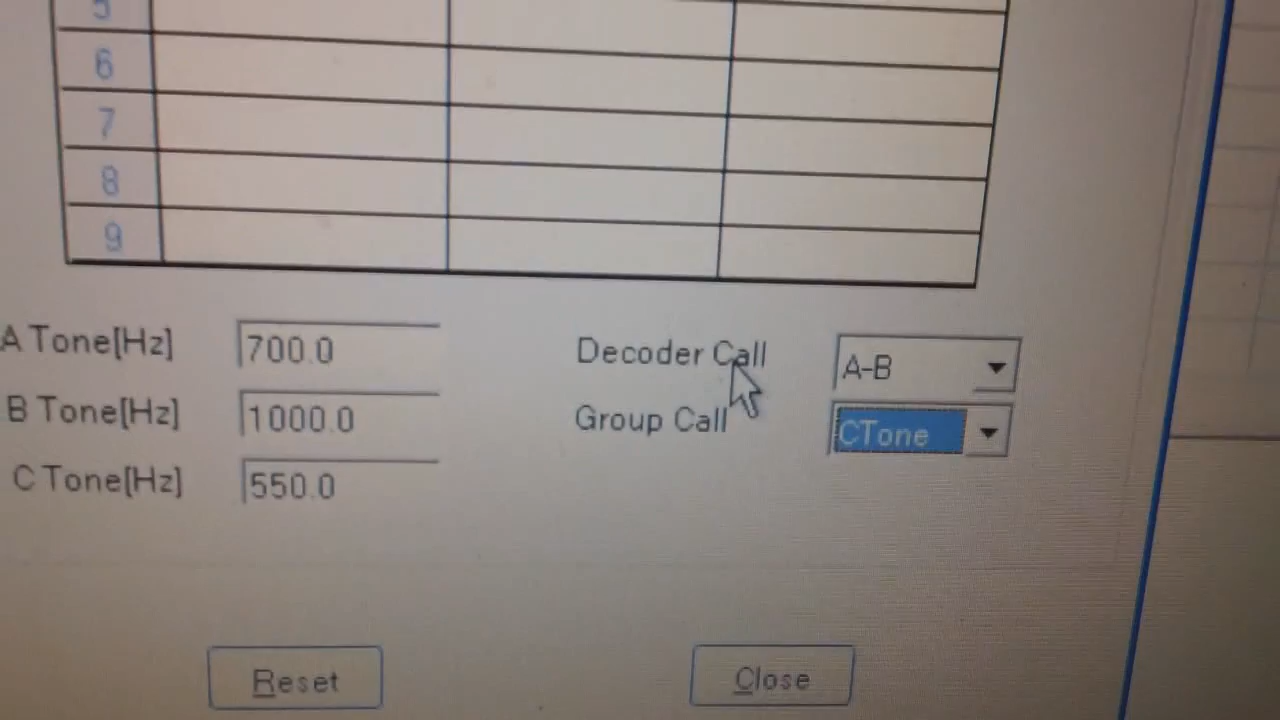 5
6
7
8
9
A Tone[Hz] 700.0 Decoder Call A-B
B Tone[Hz] 1000.0 Group Call CTone
C Tone[Hz] 550.0
Reset Close